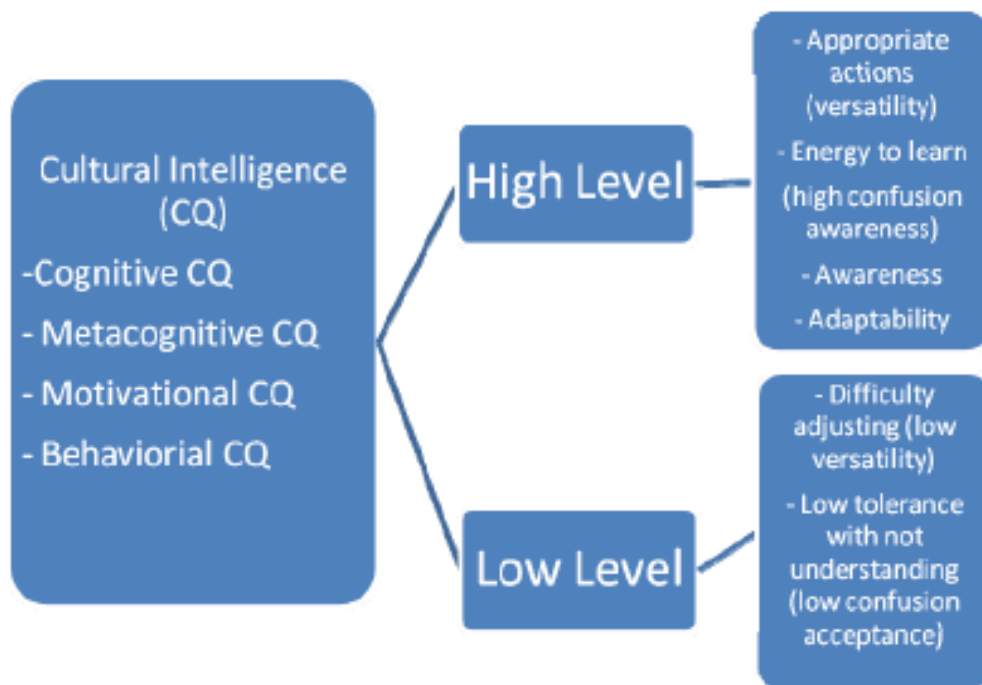 Cultural Intelligence
(CQ)
-Cognitive CQ
- Metacognitive CQ
- Motivational CQ
- Behaviorial CQ
High Level
- Appropriate
actions
(versatility)
- Energy to learn
(high confusion
awareness)
- Awareness
- Adaptability
Low Level
- Difficulty
adjusting (low
versatility)
- Low tolerance
with not
understanding
(low confusion
acceptance)